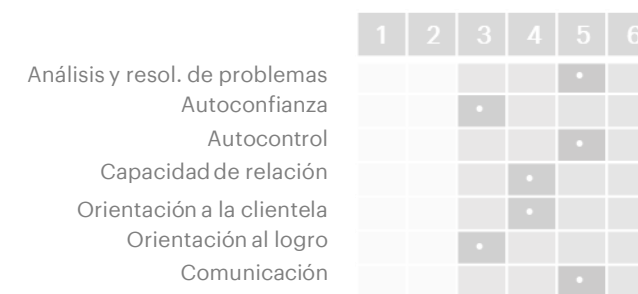 1 2 3 4 5 6
Análisis y resol. de problemas
Autoconfianza
Autocontrol
Capacidad de relación
Orientación a la clientela
Orientación al logro
Comunicación